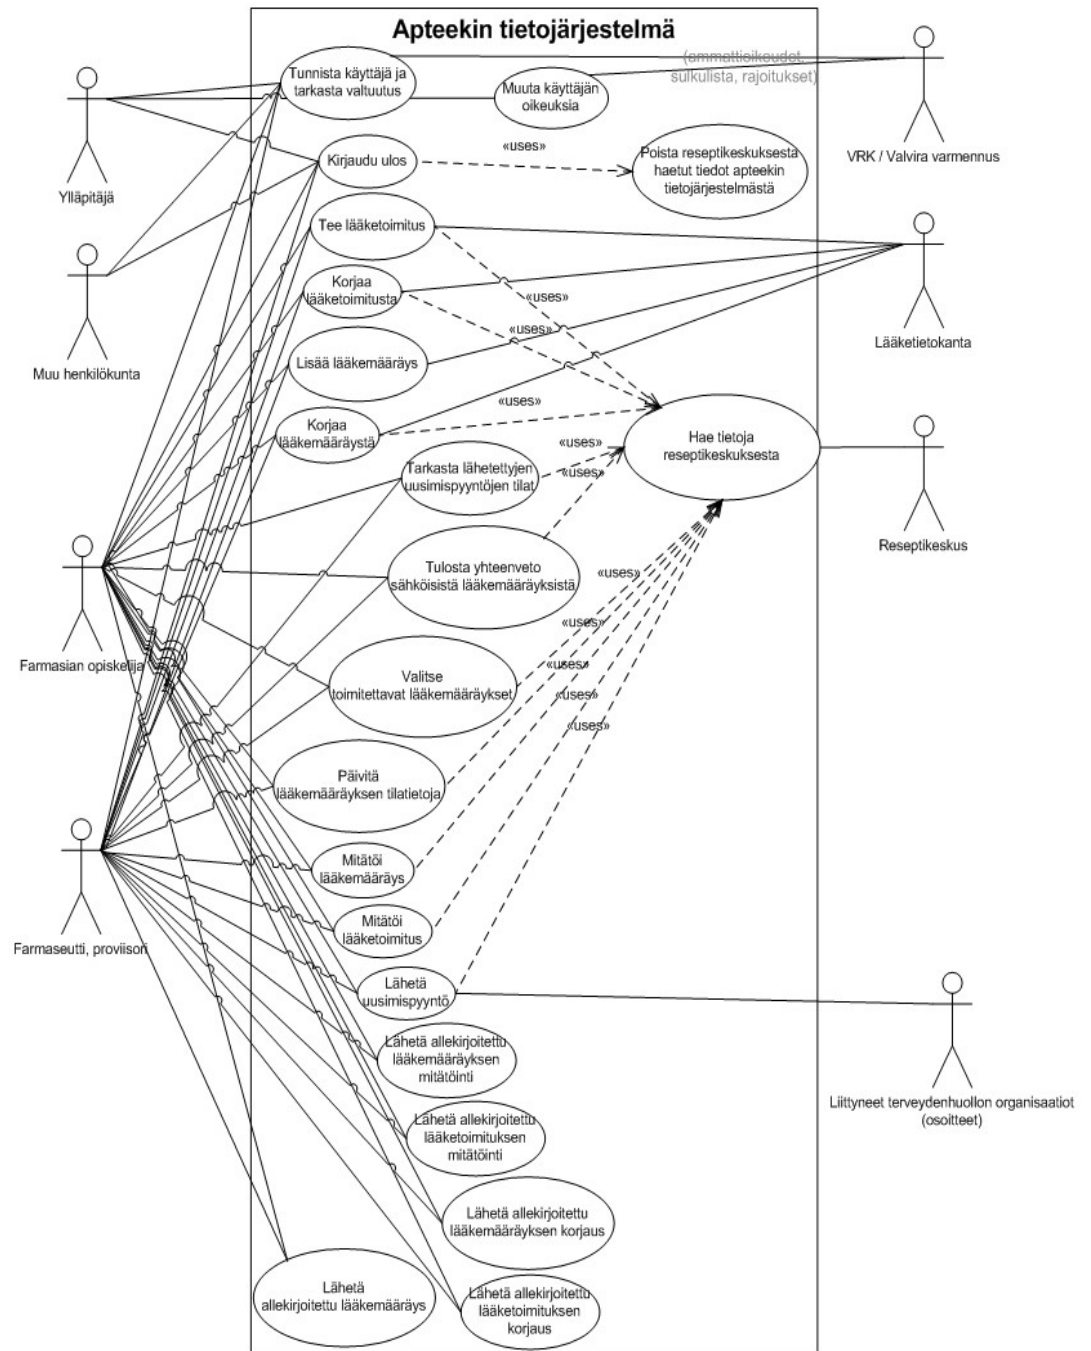 Apteekin tietojärjestelmä
(ammattioikeudet,
sulkulista, rajoitukset)
Tunnista käyttäjä ja
tarkasta valtuutus
Muuta käyttäjän
oikeuksia
VRK / Valvira varmennus
Ylläpitäjä
Kirjaudu ulos
«uses»
Poista reseptikeskuksesta
haetut tiedot apteekin
tietojärjestelmästä
Tee lääketoimitus
Korjaa
lääketoimitusta
«uses»
«uses»
Lääketietokanta
Muu henkilökunta
Lisää lääkemääräys
«uses»
Korjaa
lääkemääräystä
Hae tietoja
reseptikeskuksesta
«uses»
Tarkasta lähetettyjen
uusimispyyntöjen tilat
«uses»
Reseptikeskus
Tulosta yhteenveto
sähköisistä lääkemääräyksistä
«uses»
«uses»
Farmasian opiskelija
Valitse
toimitettavat lääkemääräykset
«uses»
«uses»
«uses»
Päivitä
lääkemääräyksen tilatietoja
Mitätöi
lääkemääräys
Farmaseutti, proviisori
Mitätöi
lääketoimitus
Lähetä
uusimispyyntö
Lähetä allekirjoitettu
lääkemääräyksen
mitätöinti
Liittyneet terveydenhuollon organisaatiot
(osoitteet)
Lähetä allekirjoitettu
lääketoimituksen
mitätöinti
Lähetä allekirjoitettu
lääkemääräyksen korjaus
Lähetä
allekirjoitettu lääkemääräys
Lähetä allekirjoitettu
lääketoimituksen
korjaus